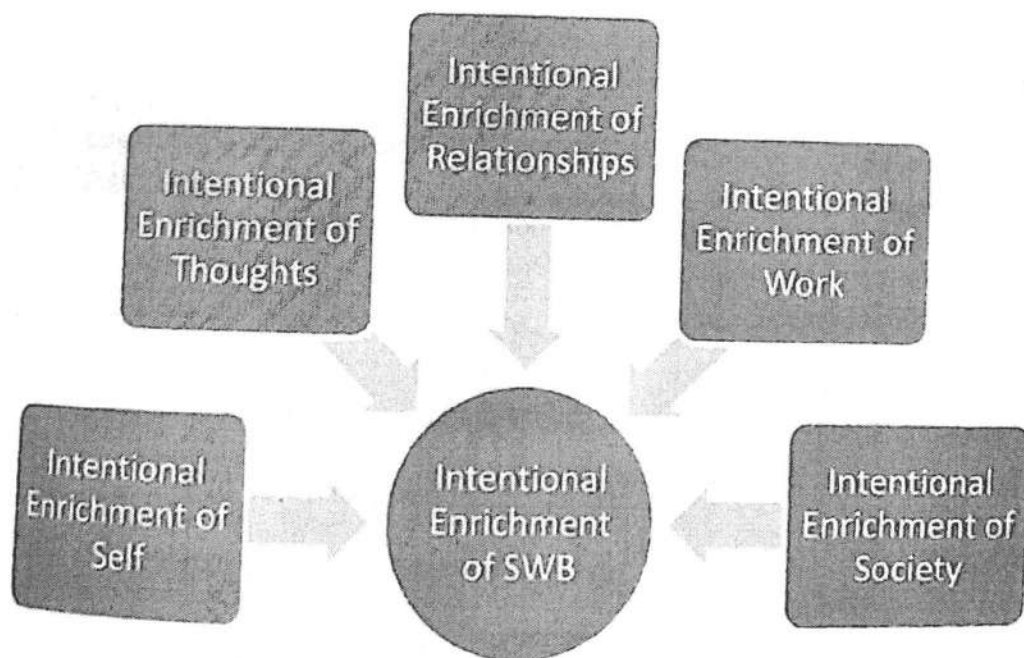 Intentional
Enrichment of
Relationships
Intentional
Enrichment of
Thoughts
Intentional
Enrichment of
Work
Intentional
Enrichment of
Self
Intentional
Enrichment
of SWB
Intentional
Enrichment of
Society